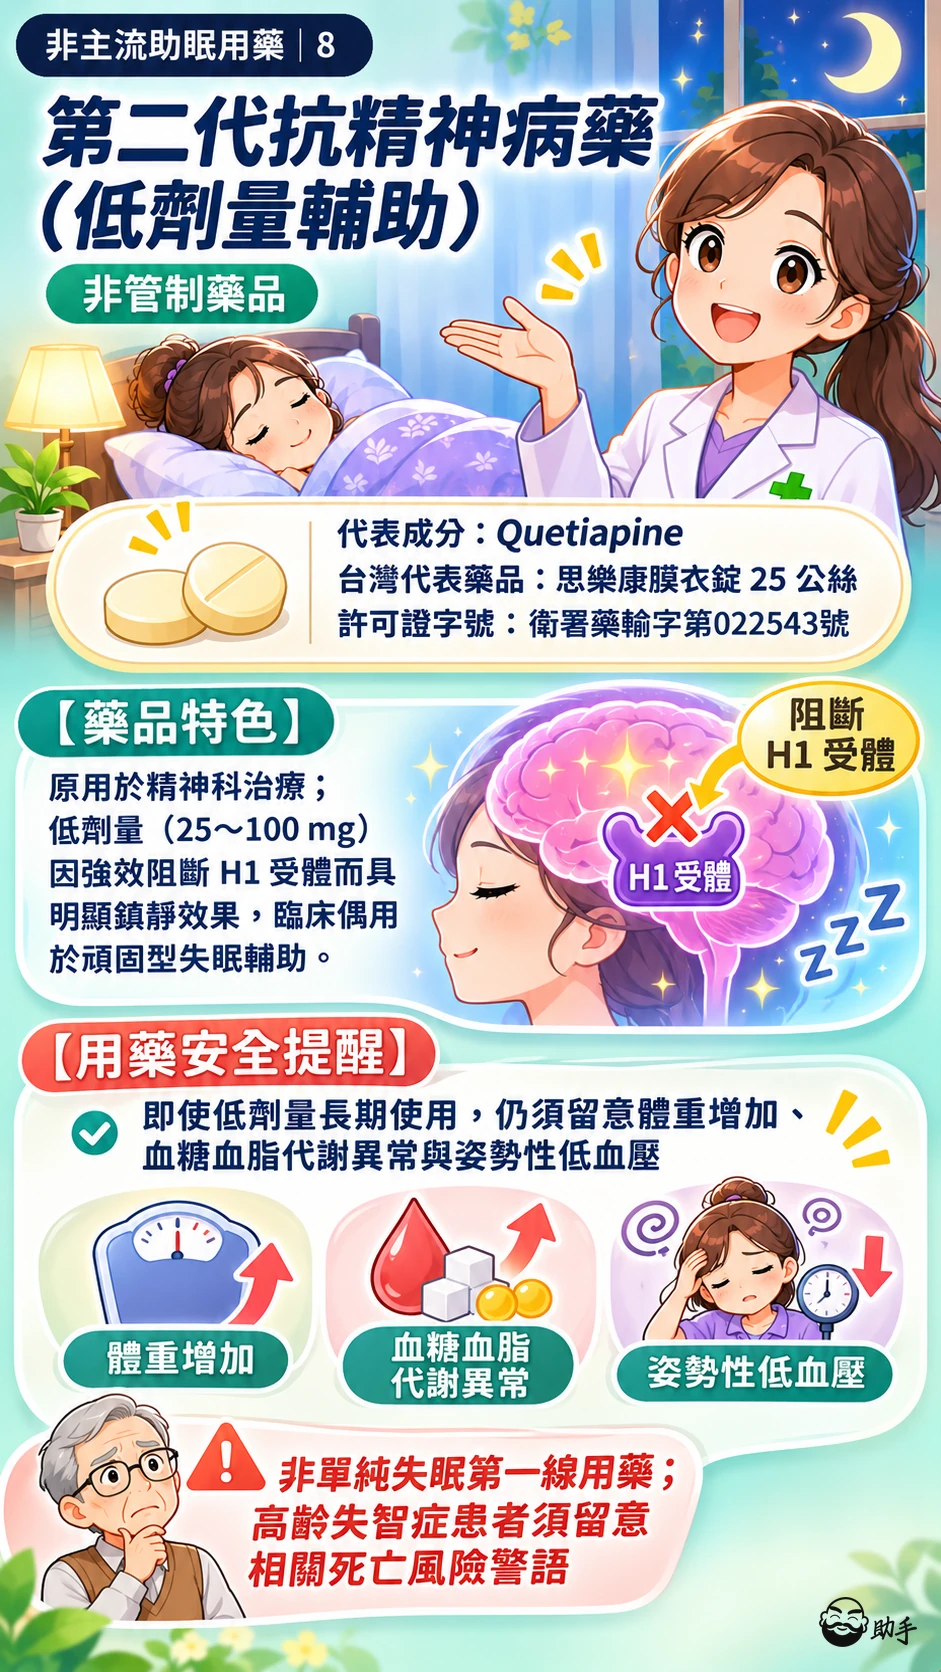 非主流助眠用藥｜8
第二代抗精神病藥
（低劑量輔助）
非管制藥品
代表成分：Quetiapine
台灣代表藥品：思樂康膜衣錠 25 公絲
許可證字號：衛署藥輸字第022543號
【藥品特色】
原用於精神科治療；
低劑量（25～100 mg）
因強效阻斷 H1 受體而具
明顯鎮靜效果，臨床偶用
於頑固型失眠輔助。
阻斷
H1 受體
H1 受體
ZZZ
【用藥安全提醒】
即使低劑量長期使用，仍須留意體重增加、
血糖血脂代謝異常與姿勢性低血壓
體重增加
血糖血脂
代謝異常
姿勢性低血壓
非單純失眠第一線用藥；
高齡失智症患者須留意
相關死亡風險警語
助手